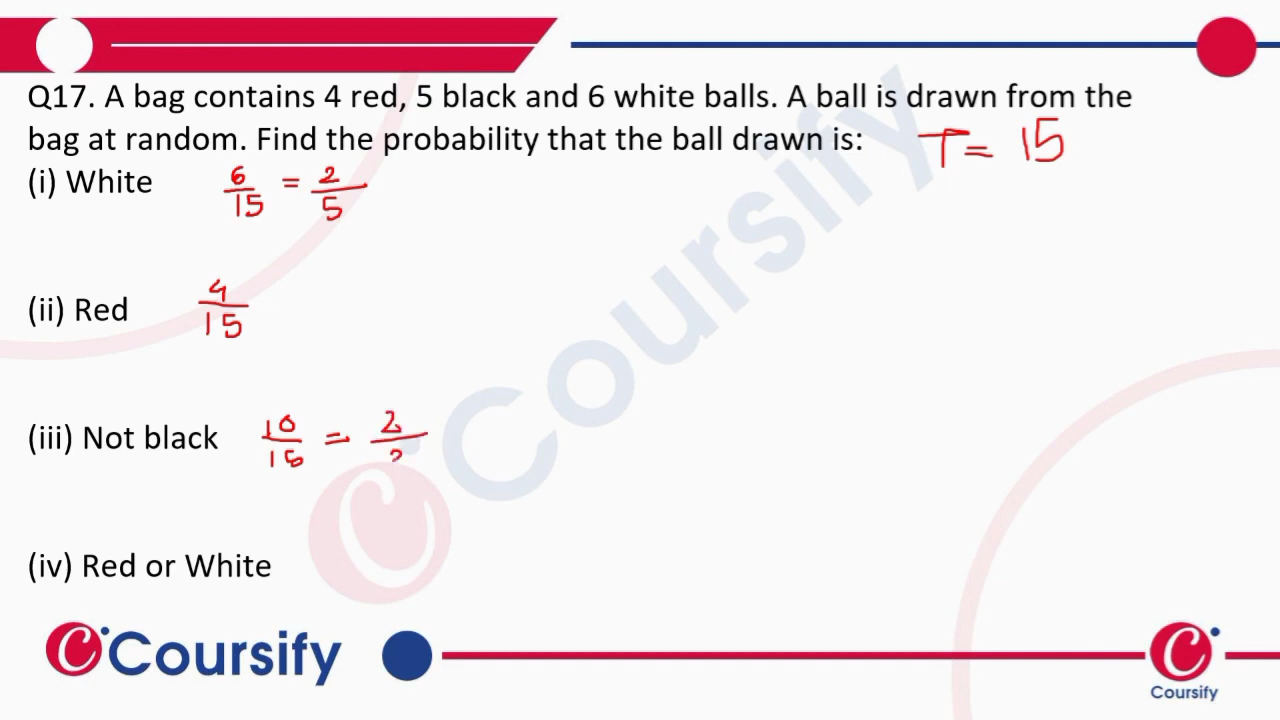 Q17. A bag contains 4 red, 5 black and 6 white balls. A ball is drawn from the
bag at random. Find the probability that the ball drawn is: T= 15
(i) White 6/15 = 2/5
(ii) Red 4/15
(iii) Not black 10/15 = 2/
(iv) Red or White
Coursify
Coursify
Coursify